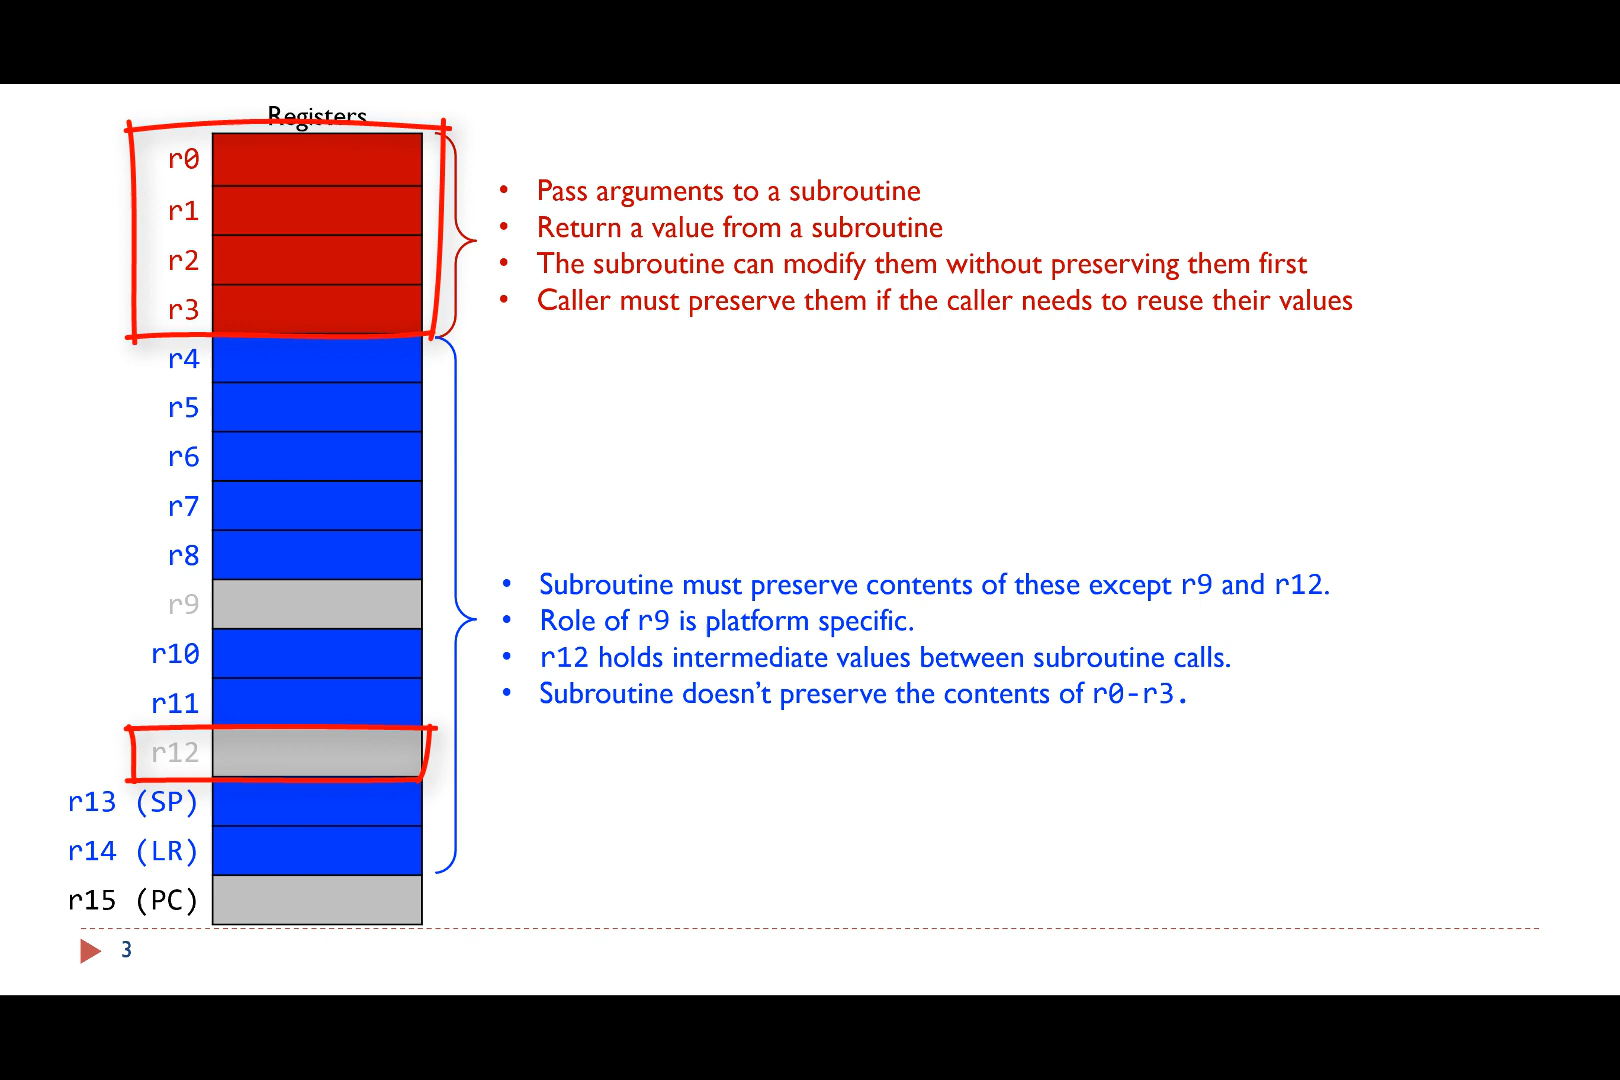 Registers
r0
r1
r2
r3
r4
r5
r6
r7
r8
r9
r10
r11
r12
r13 (SP)
r14 (LR)
r15 (PC)
• Pass arguments to a subroutine
• Return a value from a subroutine
• The subroutine can modify them without preserving them first
• Caller must preserve them if the caller needs to reuse their values
• Subroutine must preserve contents of these except r9 and r12.
• Role of r9 is platform specific.
• r12 holds intermediate values between subroutine calls.
• Subroutine doesn’t preserve the contents of r0-r3.
3